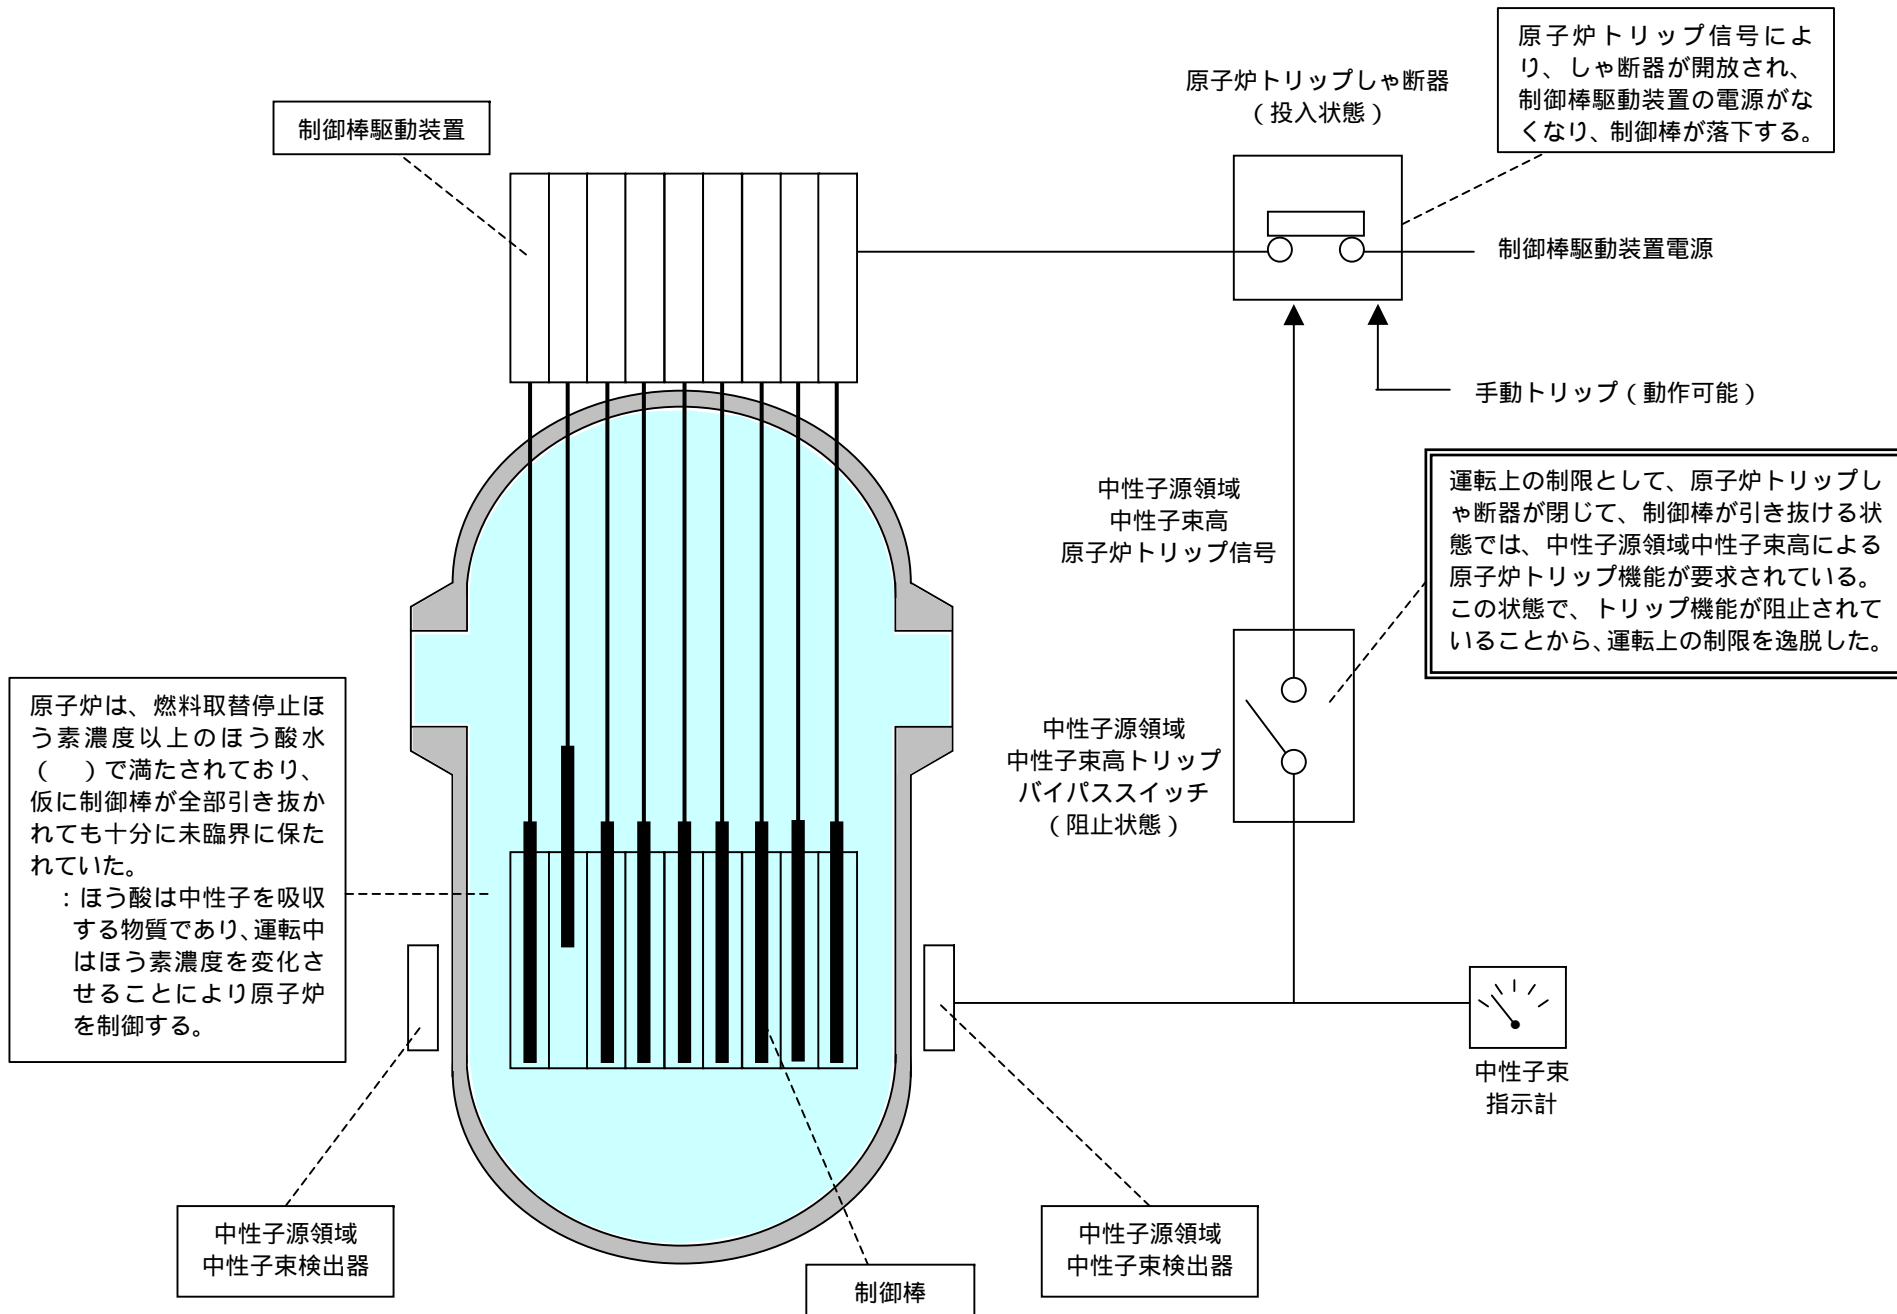 原子炉トリップ信号によ
り、しゃ断器が開放され、
制御棒駆動装置の電源がな
くなり、制御棒が落下する。
原子炉トリップしゃ断器
(投入状態)
制御棒駆動装置
制御棒駆動装置電源
手動トリップ(動作可能)
中性子源領域
中性子束高
原子炉トリップ信号
運転上の制限として、原子炉トリップし
ゃ断器が閉じて、制御棒が引き抜ける状
態では、中性子源領域中性子束高による
原子炉トリップ機能が要求されている。
この状態で、トリップ機能が阻止されて
いることから、運転上の制限を逸脱した。
原子炉は、燃料取替停止ほ
う素濃度以上のほう酸水
( )で満たされており、
仮に制御棒が全部引き抜か
れても十分に未臨界に保た
れていた。
:ほう酸は中性子を吸収
する物質であり、運転中
はほう素濃度を変化さ
せることにより原子炉
を制御する。
中性子源領域
中性子束高トリップ
バイパススイッチ
(阻止状態)
中性子束
指示計
中性子源領域
中性子束検出器
制御棒
中性子源領域
中性子束検出器